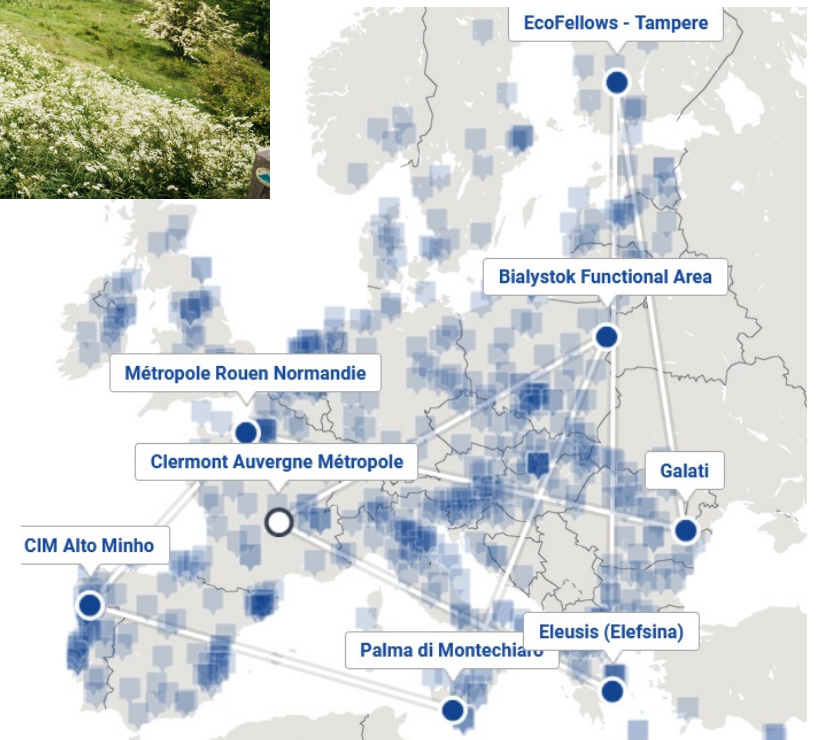 EcoFellows - Tampere
Bialystok Functional Area
Métropole Rouen Normandie
Clermont Auvergne Métropole
Galati
CIM Alto Minho
Eleusis (Elefsina)
Palma di Montechiaro